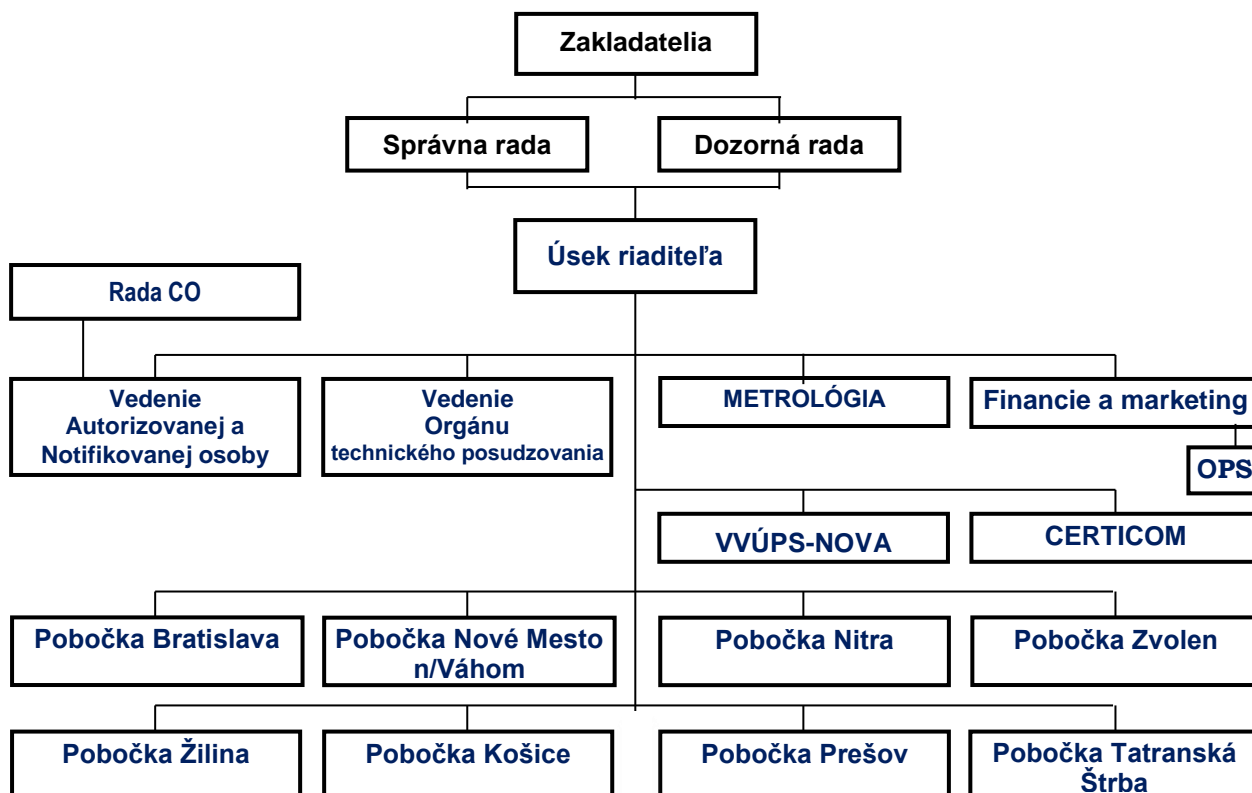 Zakladatelia
Správna rada
Dozorná rada
Úsek riaditeľa
Rada CO
Vedenie
Autorizovanej a
Notifikovanej osoby
Vedenie
Orgánu
technického posudzovania
METROLÓGIA
Financie a marketing
OPS
VVÚPS-NOVA
CERTICOM
Pobočka Bratislava
Pobočka Nové Mesto
n/Váhom
Pobočka Nitra
Pobočka Zvolen
Pobočka Žilina
Pobočka Košice
Pobočka Prešov
Pobočka Tatranská
Štrba